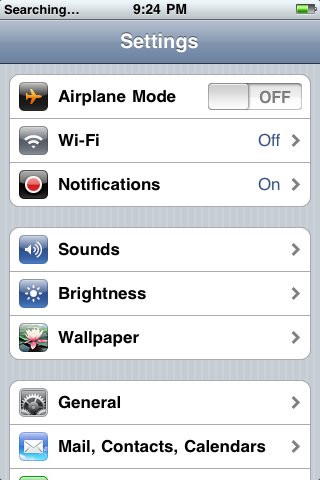 Searching... 9:24 PM
Settings
Airplane Mode OFF
Wi-Fi Off
Notifications On
Sounds
Brightness
Wallpaper
General
Mail, Contacts, Calendars